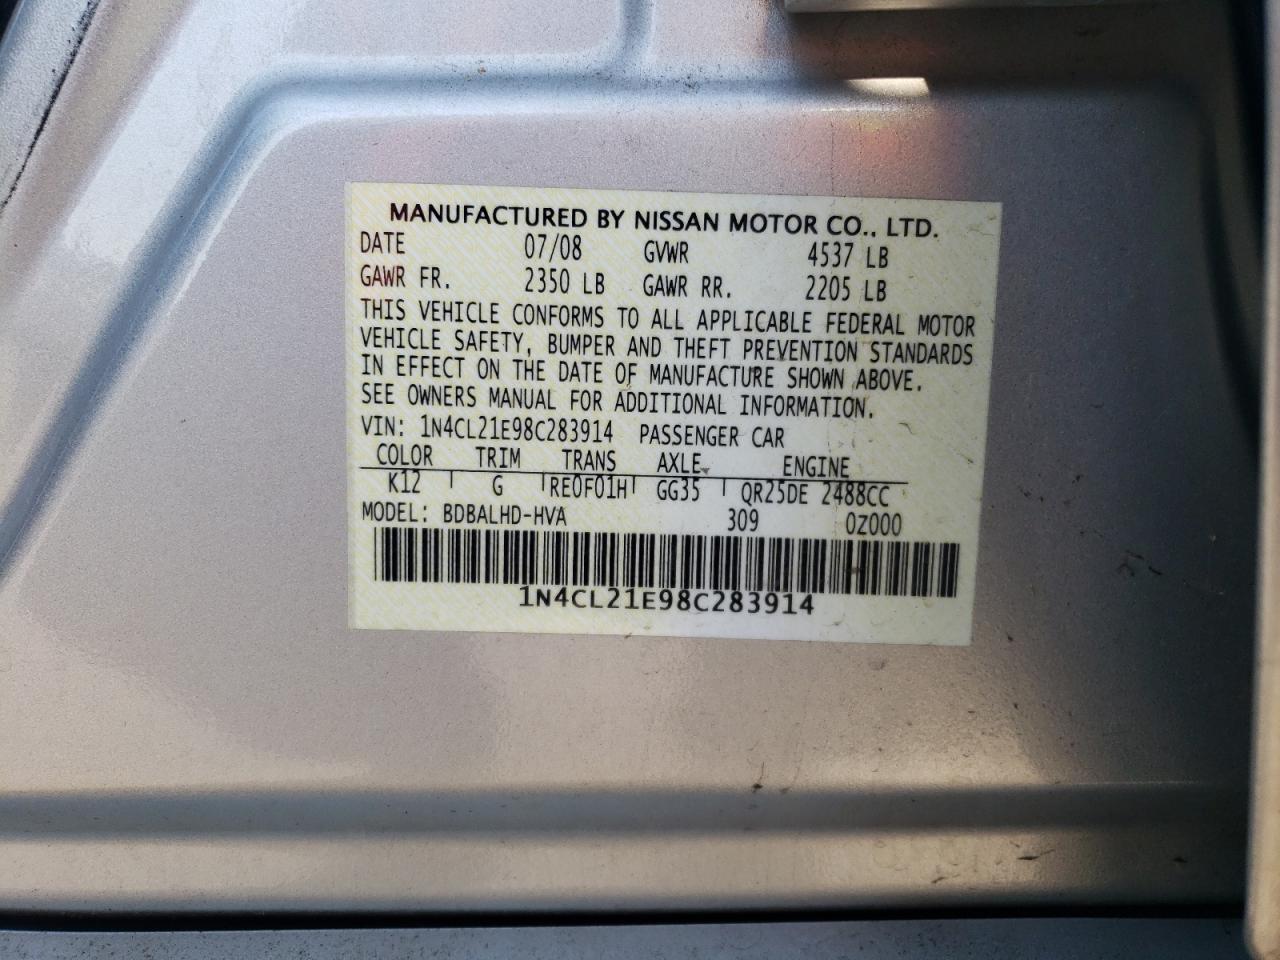 MANUFACTURED BY NISSAN MOTOR CO., LTD.
DATE 07/08 GVWR 4537 LB
GAWR FR. 2350 LB GAWR RR. 2205 LB
THIS VEHICLE CONFORMS TO ALL APPLICABLE FEDERAL MOTOR
VEHICLE SAFETY, BUMPER AND THEFT PREVENTION STANDARDS
IN EFFECT ON THE DATE OF MANUFACTURE SHOWN ABOVE.
SEE OWNERS MANUAL FOR ADDITIONAL INFORMATION.
VIN: 1N4CL21E98C283914 PASSENGER CAR
COLOR TRIM TRANS AXLE ENGINE
K12 G RE0F01H GG35 QR25DE 2488CC
MODEL: BDBALHD-HVA 309 0Z000
1N4CL21E98C283914